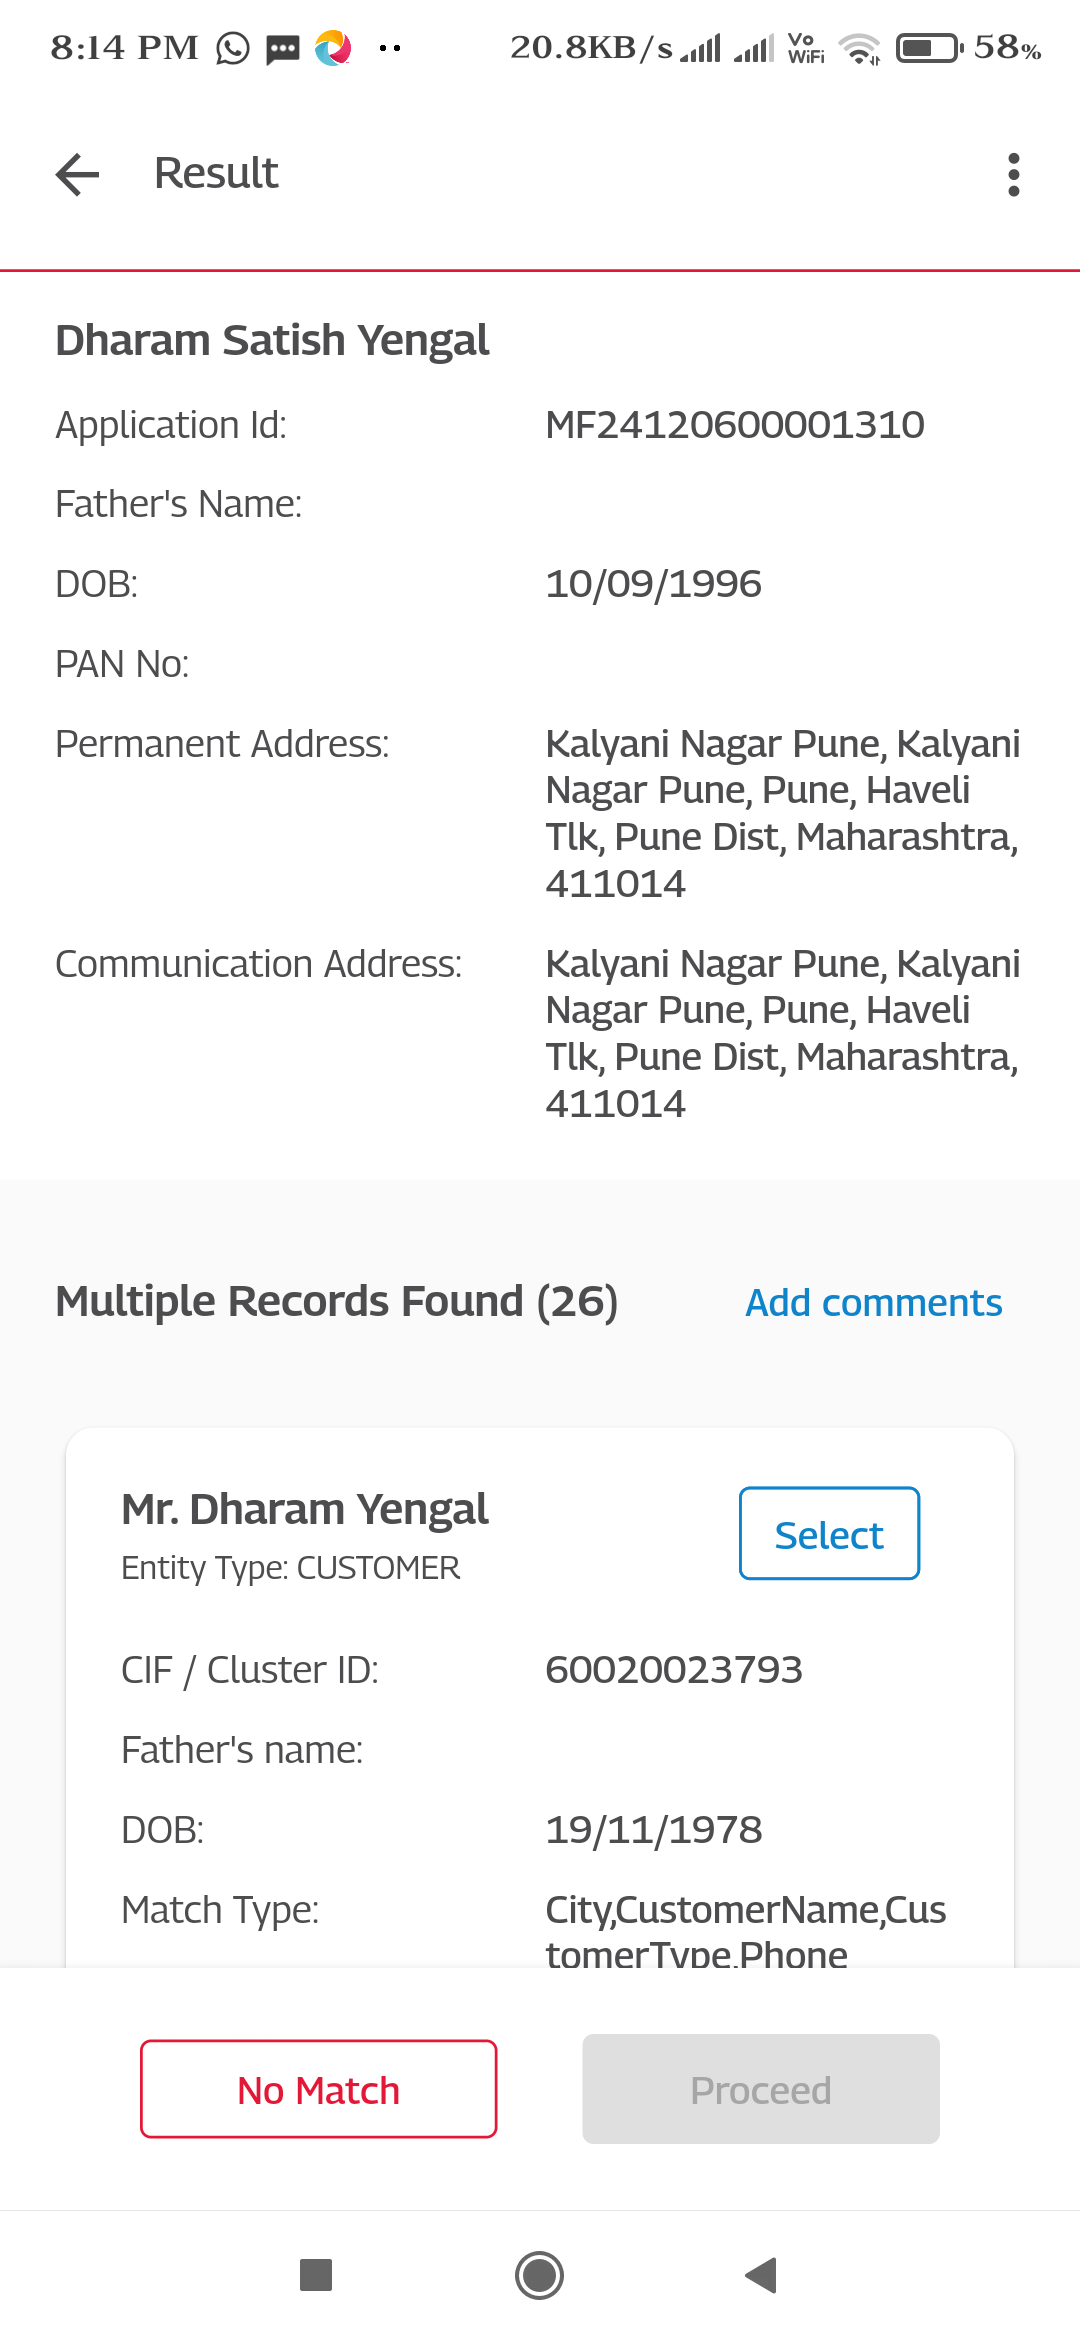 8:14 PM 20.8KB/s Vo WiFi 58%
Result
Dharam Satish Yengal
Application Id: MF24120600001310
Father's Name:
DOB: 10/09/1996
PAN No:
Permanent Address: Kalyani Nagar Pune, Kalyani
Nagar Pune, Pune, Haveli
Tlk, Pune Dist, Maharashtra,
411014
Communication Address: Kalyani Nagar Pune, Kalyani
Nagar Pune, Pune, Haveli
Tlk, Pune Dist, Maharashtra,
411014
Multiple Records Found (26) Add comments
Mr. Dharam Yengal
Select
Entity Type: CUSTOMER
CIF / Cluster ID: 60020023793
Father's name:
DOB: 19/11/1978
Match Type: City,CustomerName,Cus
tomerType,Phone
No Match Proceed